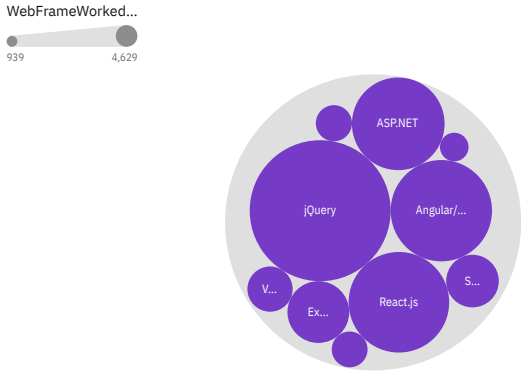 WebFrameWorked...
939
4,629
ASP.NET
jQuery
Angular/...
V...
S...
Ex...
React.js